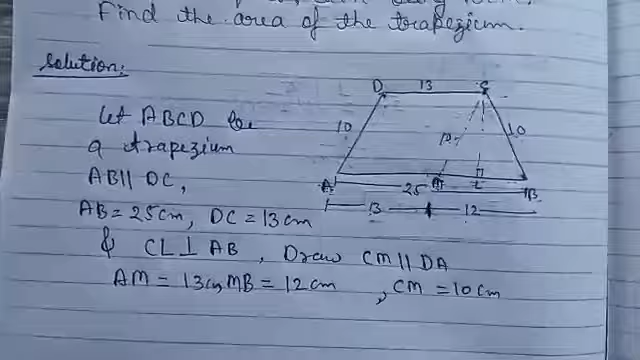 Find the area of the trapezium.
Solution:
D 13 C
let ABCD be
10 10 10
a trapezium
AB || DC,
A 25 M L B
13 12
AB = 25cm, DC = 13cm
& CL ⊥ AB, Draw CM || DA
AM = 13cm, MB = 12cm, CM = 10cm